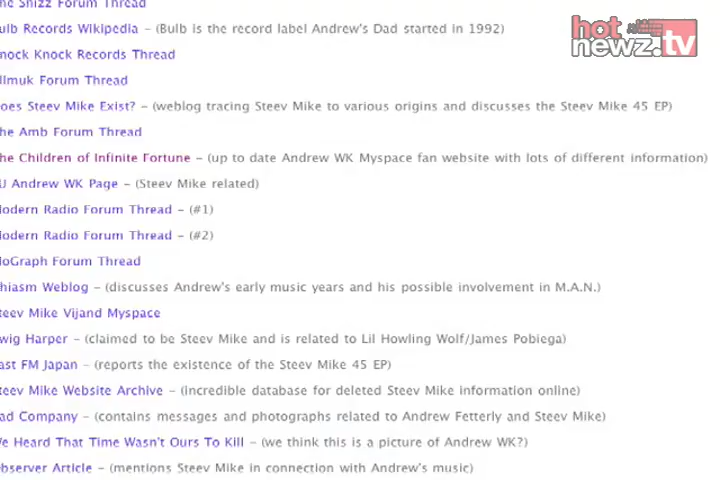 he Shizz Forum Thread
ulb Records Wikipedia – (Bulb is the record label Andrew's Dad started in 1992)
nock Knock Records Thread
llmuk Forum Thread
oes Steev Mike Exist? – (weblog tracing Steev Mike to various origins and discusses the Steev Mike 45 EP)
he Amb Forum Thread
he Children of Infinite Fortune – (up to date Andrew WK Myspace fan website with lots of different information)
U Andrew WK Page – (Steev Mike related)
odern Radio Forum Thread – (#1)
odern Radio Forum Thread – (#2)
oGraph Forum Thread
hiasm Weblog – (discusses Andrew's early music years and his possible involvement in M.A.N.)
teev Mike Vijand Myspace
wig Harper – (claimed to be Steev Mike and is related to Lil Howling Wolf/James Pobiega)
ast FM Japan – (reports the existence of the Steev Mike 45 EP)
teev Mike Website Archive – (incredible database for deleted Steev Mike information online)
ad Company – (contains messages and photographs related to Andrew Fetterly and Steev Mike)
e Heard That Time Wasn't Ours To Kill – (we think this is a picture of Andrew WK?)
bserver Article – (mentions Steev Mike in connection with Andrew's music)
hot
newz.tv